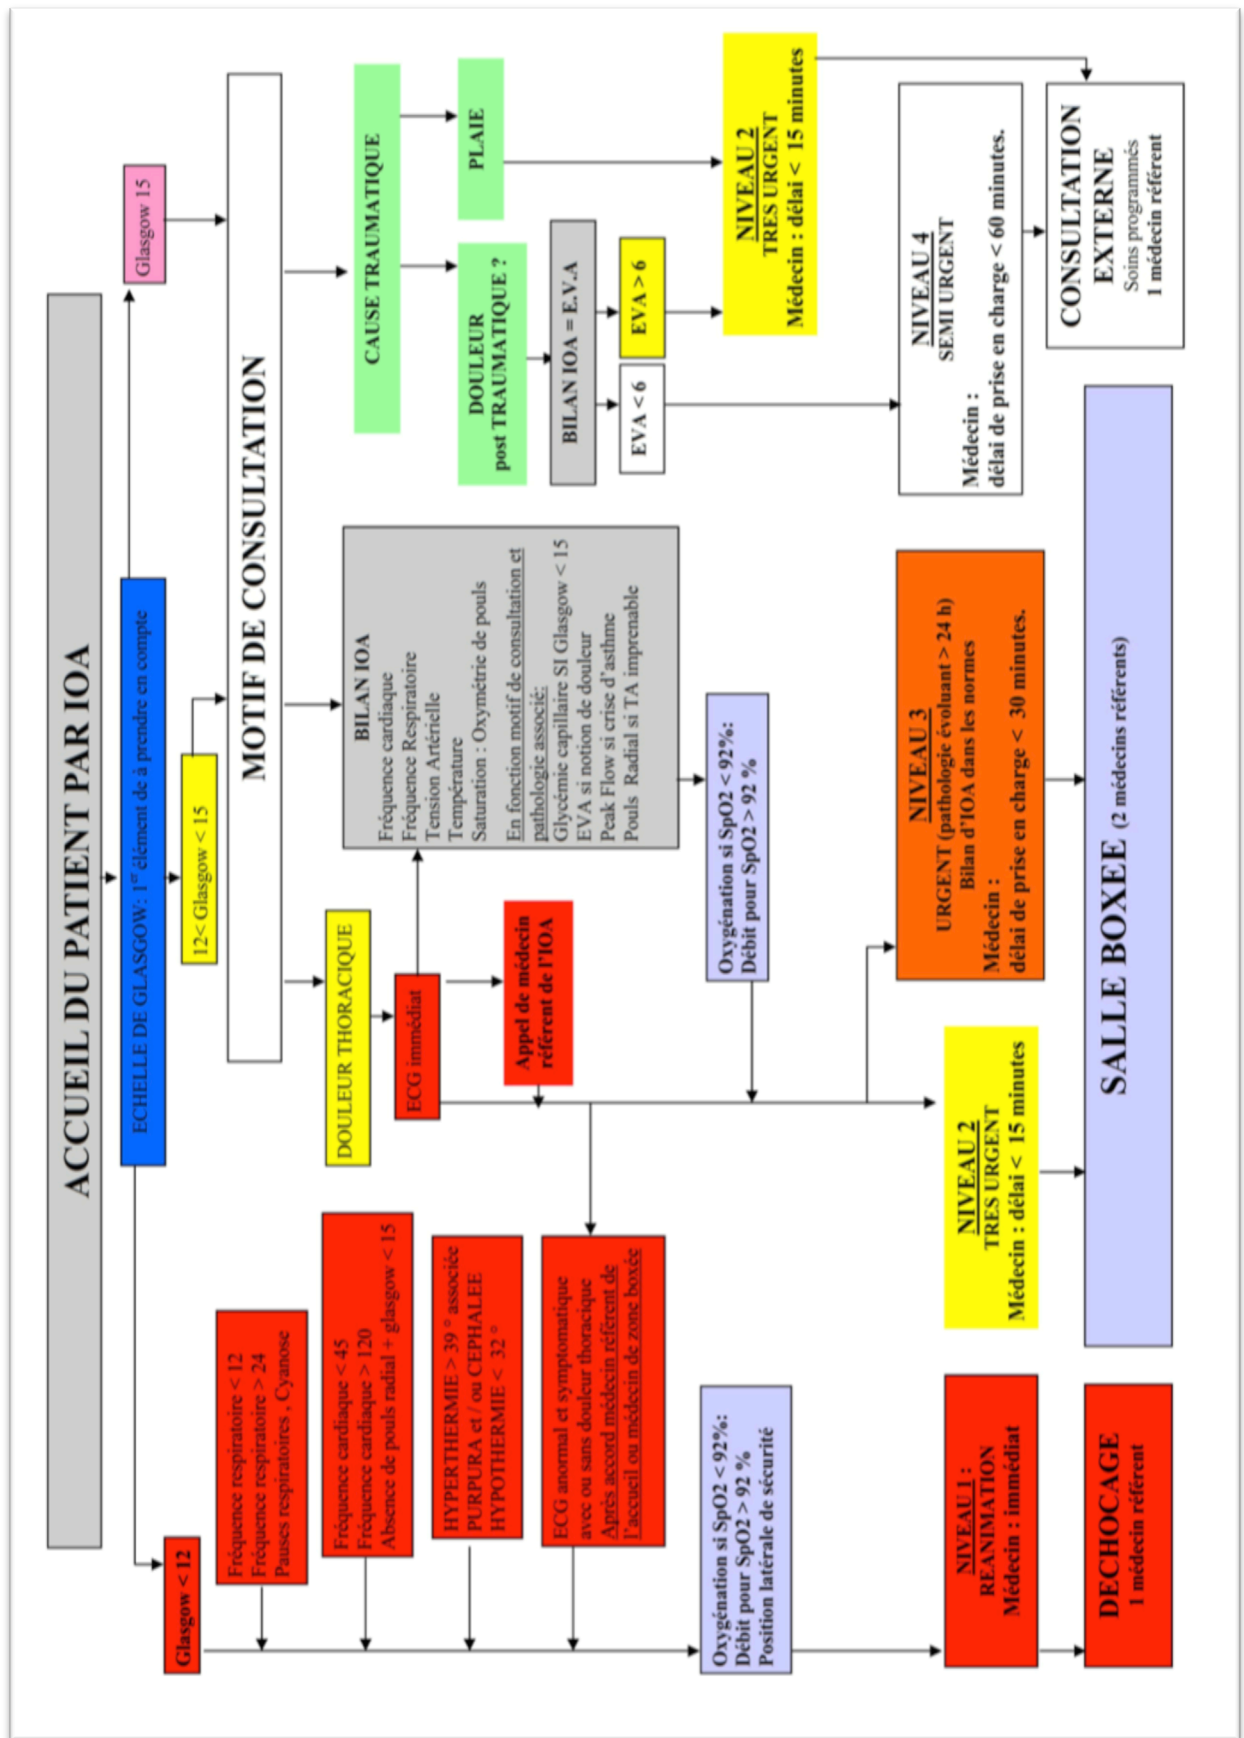 ACCUEIL DU PATIENT PAR IOA
ECHELLE DE GLASGOW: 1er élément de à prendre en compte
Glasgow < 12
12< Glasgow < 15
Glasgow 15
MOTIF DE CONSULTATION
Fréquence respiratoire < 12
Fréquence respiratoire > 24
Pauses respiratoires , Cyanose
Fréquence cardiaque < 45
Fréquence cardiaque > 120
Absence de pouls radial + glasgow < 15
HYPERTHERMIE > 39 ° associée
PURPURA et / ou CEPHALEE
HYPOTHERMIE < 32 °
ECG anormal et symptomatique
avec ou sans douleur thoracique
Après accord médecin référent de
l'accueil ou médecin de zone boxée
DOULEUR THORACIQUE
ECG immédiat
Appel de médecin
référent de l'IOA
BILAN IOA
Fréquence cardiaque
Fréquence Respiratoire
Tension Artérielle
Température
Saturation : Oxymétrie de pouls
En fonction motif de consultation et
pathologie associé:
Glycémie capillaire SI Glasgow < 15
EVA si notion de douleur
Peak Flow si crise d'asthme
Pouls Radial si TA imprenable
CAUSE TRAUMATIQUE
DOULEUR
post TRAUMATIQUE ?
PLAIE
BILAN IOA = E.V.A
EVA < 6
EVA > 6
Oxygénation si SpO2 < 92%:
Débit pour SpO2 > 92 %
Position latérale de sécurité
Oxygénation si SpO2 < 92%:
Débit pour SpO2 > 92 %
NIVEAU 2
TRES URGENT
Médecin : délai < 15 minutes
NIVEAU 1 :
REANIMATION
Médecin : immédiat
NIVEAU 2
TRES URGENT
Médecin : délai < 15 minutes
NIVEAU 3
URGENT (pathologie évoluant > 24 h)
Bilan d'IOA dans les normes
Médecin :
délai de prise en charge < 30 minutes.
NIVEAU 4
SEMI URGENT
Médecin :
délai de prise en charge < 60 minutes.
DECHOCAGE
1 médecin référent
SALLE BOXEE (2 médecins référents)
CONSULTATION
EXTERNE
Soins programmés
1 médecin référent